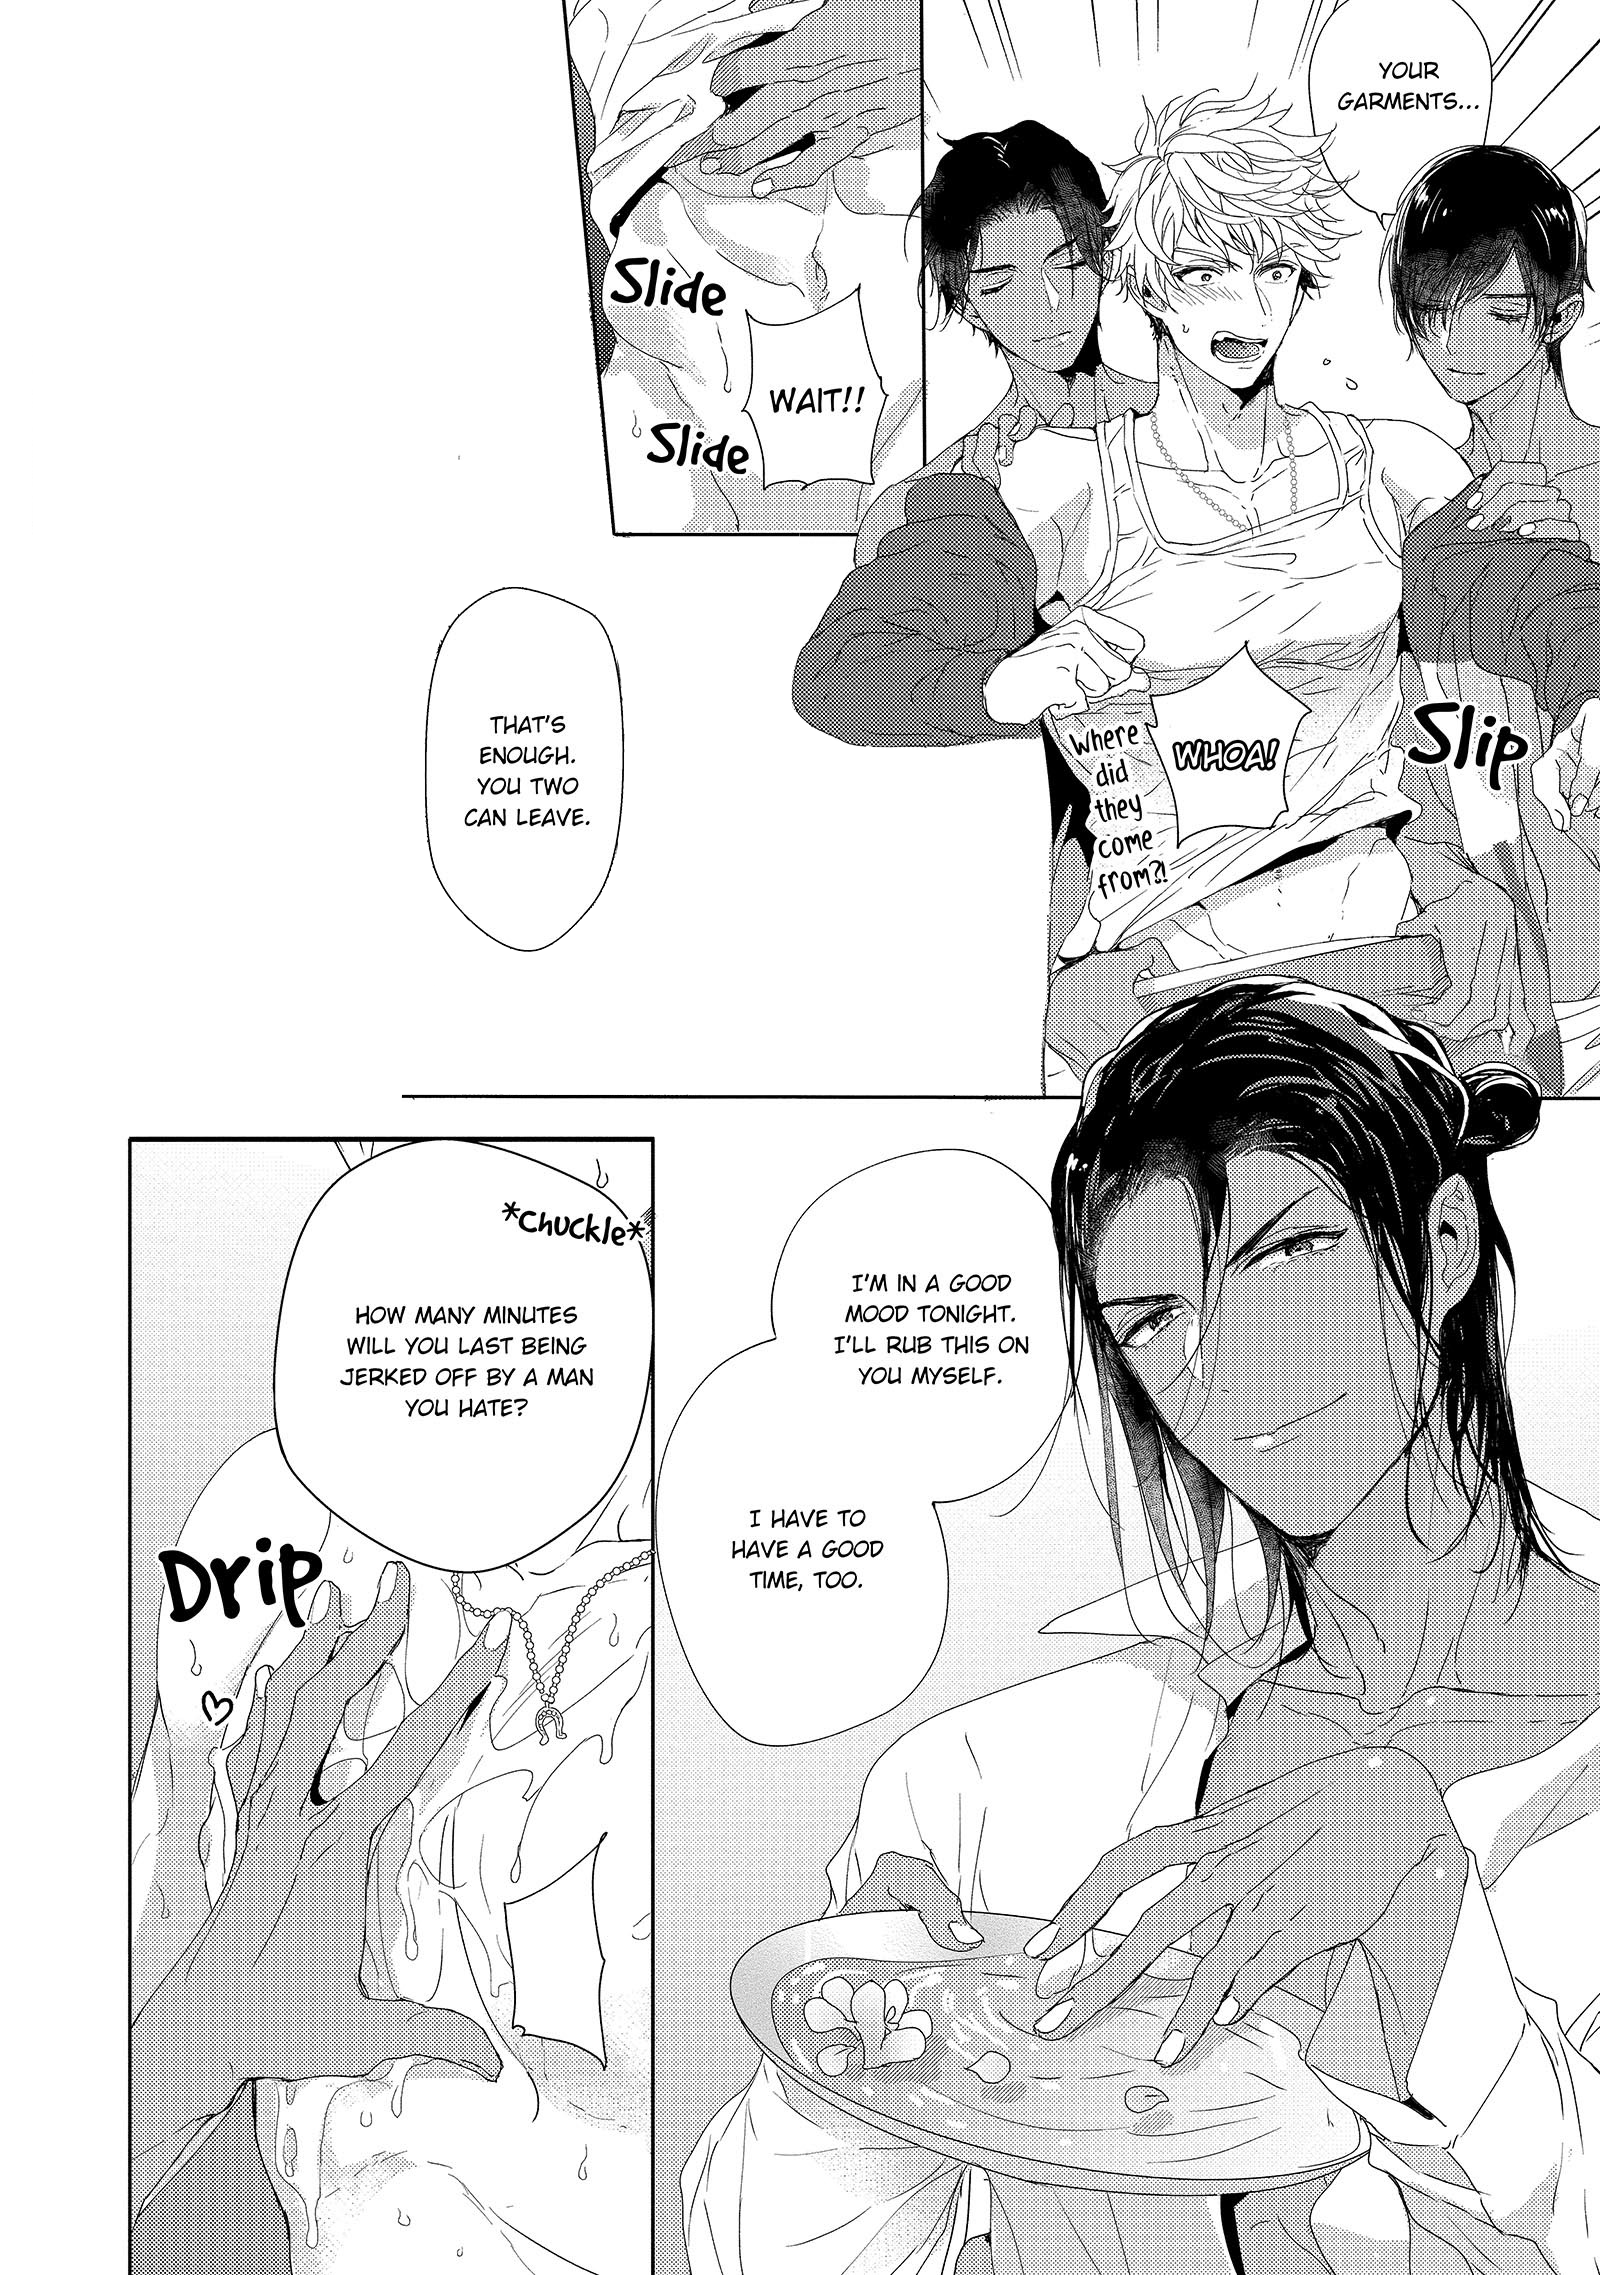 YOUR
GARMENTS...
WHOA!
Where
did
they
come
from?!
Slip
Slide
WAIT!!
Slide
THAT'S
ENOUGH.
YOU TWO
CAN LEAVE.
I'M IN A GOOD
MOOD TONIGHT.
I'LL RUB THIS ON
YOU MYSELF.
I HAVE TO
HAVE A GOOD
TIME, TOO.
*Chuckle*
HOW MANY MINUTES
WILL YOU LAST BEING
JERKED OFF BY A MAN
YOU HATE?
Drip